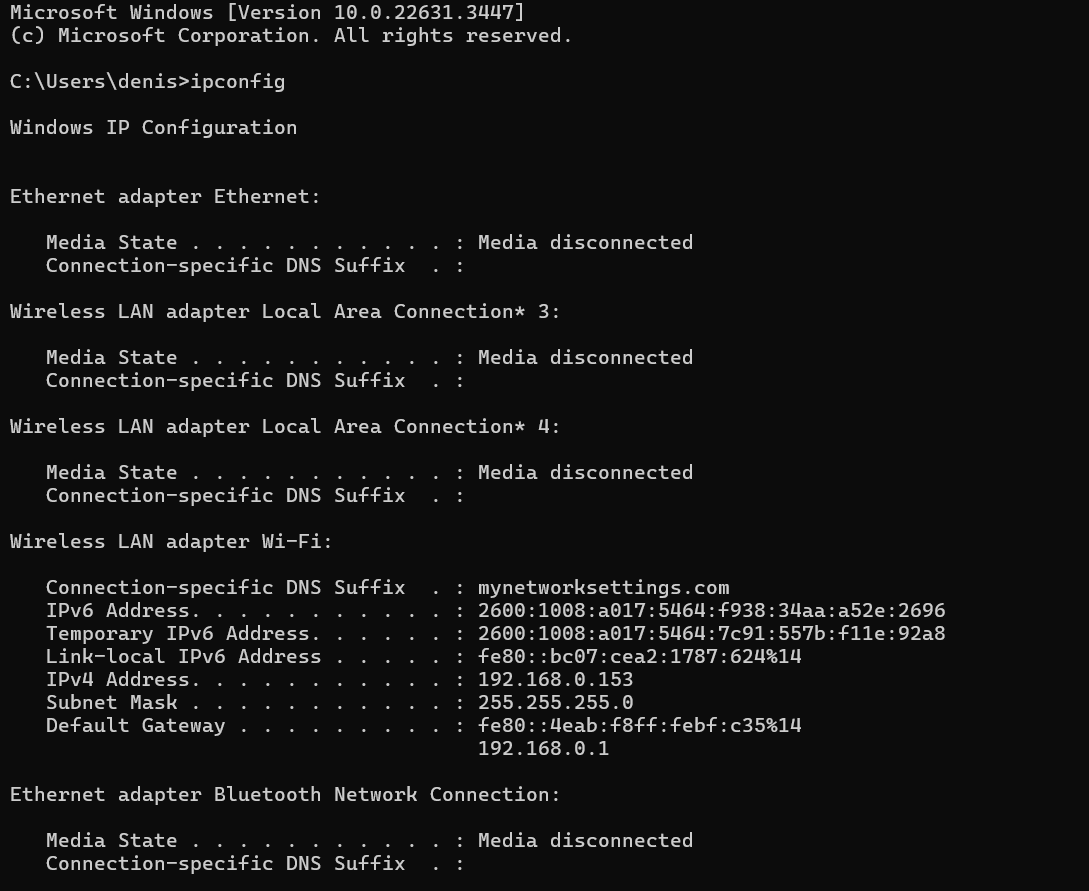 Microsoft Windows [Version 10.0.22631.3447]
(c) Microsoft Corporation. All rights reserved.
C:\Users\denis>ipconfig
Windows IP Configuration
Ethernet adapter Ethernet:
   Media State . . . . . . . . . . . : Media disconnected
   Connection-specific DNS Suffix  . :
Wireless LAN adapter Local Area Connection* 3:
   Media State . . . . . . . . . . . : Media disconnected
   Connection-specific DNS Suffix  . :
Wireless LAN adapter Local Area Connection* 4:
   Media State . . . . . . . . . . . : Media disconnected
   Connection-specific DNS Suffix  . :
Wireless LAN adapter Wi-Fi:
   Connection-specific DNS Suffix  . : mynetworksettings.com
   IPv6 Address. . . . . . . . . . . : 2600:1008:a017:5464:f938:34aa:a52e:2696
   Temporary IPv6 Address. . . . . . : 2600:1008:a017:5464:7c91:557b:f11e:92a8
   Link-local IPv6 Address . . . . . : fe80::bc07:cea2:1787:624%14
   IPv4 Address. . . . . . . . . . . : 192.168.0.153
   Subnet Mask . . . . . . . . . . . : 255.255.255.0
   Default Gateway . . . . . . . . . : fe80::4eab:f8ff:febf:c35%14
                                       192.168.0.1
Ethernet adapter Bluetooth Network Connection:
   Media State . . . . . . . . . . . : Media disconnected
   Connection-specific DNS Suffix  . :